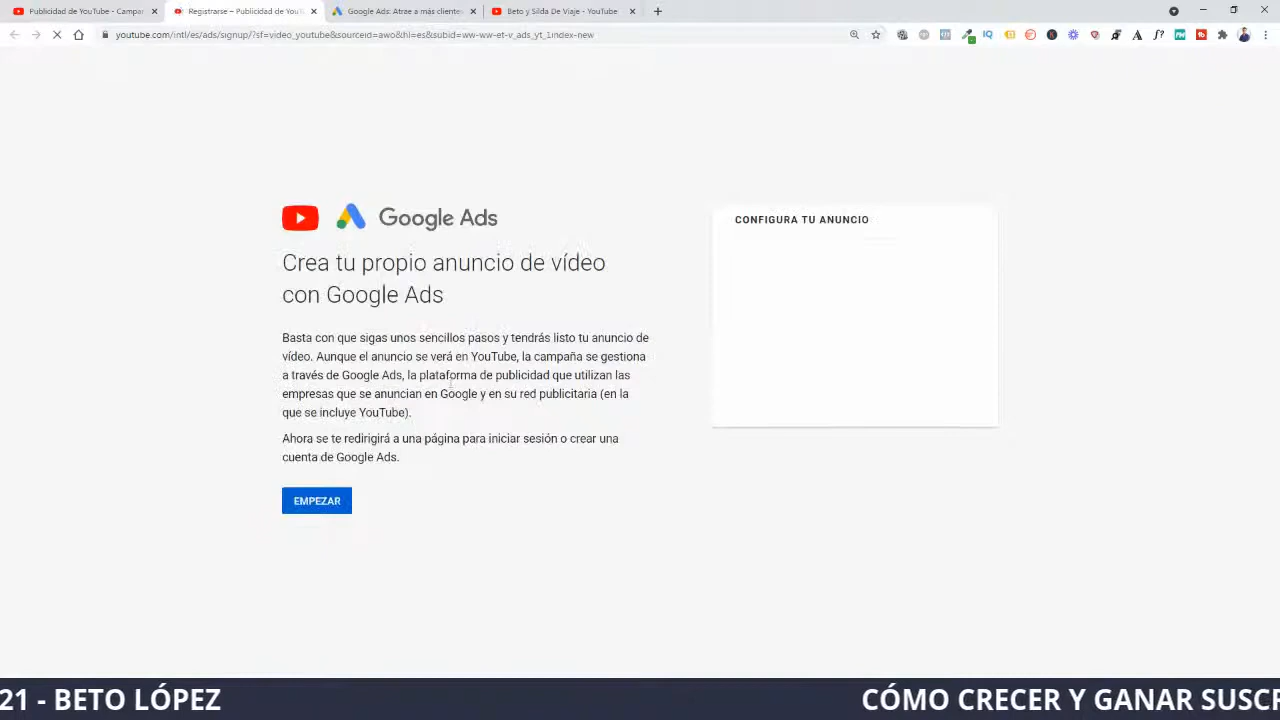 Publicidad de YouTube - Campar
Registrarse – Publicidad de YouT
Google Ads: Atrae a más clientes
Beto y Silda De Viaje - YouTube
youtube.com/intl/es/ads/signup/?sf=video_youtube&sourceid=awo&hl=es&subid=ww-ww-et-v_ads_yt_1index-new
Google Ads
Crea tu propio anuncio de vídeo
con Google Ads
Basta con que sigas unos sencillos pasos y tendrás listo tu anuncio de
vídeo. Aunque el anuncio se verá en YouTube, la campaña se gestiona
a través de Google Ads, la plataforma de publicidad que utilizan las
empresas que se anuncian en Google y en su red publicitaria (en la
que se incluye YouTube).
Ahora se te redirigirá a una página para iniciar sesión o crear una
cuenta de Google Ads.
EMPEZAR
CONFIGURA TU ANUNCIO
21 - BETO LÓPEZ
CÓMO CRECER Y GANAR SUSCR